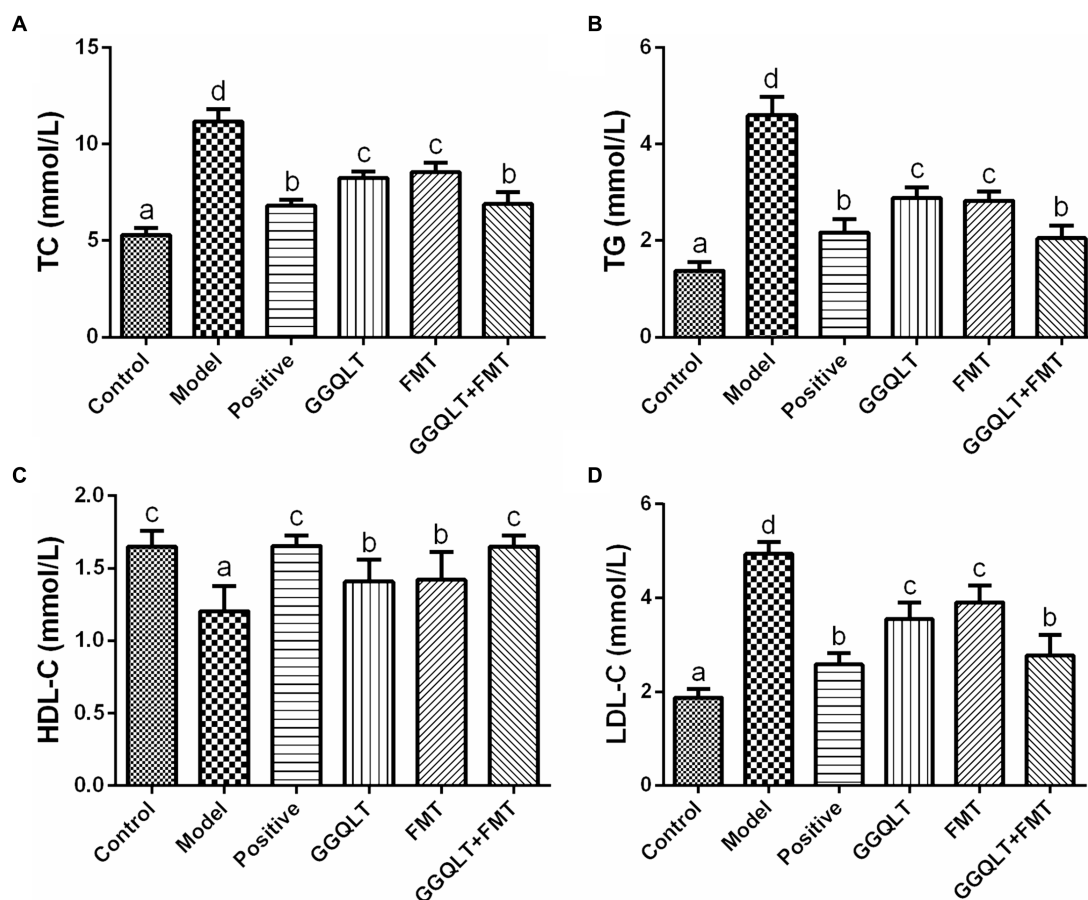 A
TC (mmol/L)
15
10
5
0
a
d
b
c
c
b
Control
Model
Positive
GGQLT
FMT
GGQLT+FMT
B
TG (mmol/L)
6
4
2
0
a
d
b
c
c
b
Control
Model
Positive
GGQLT
FMT
GGQLT+FMT
C
HDL-C (mmol/L)
2.0
1.5
1.0
0.5
0.0
c
a
c
b
b
c
Control
Model
Positive
GGQLT
FMT
GGQLT+FMT
D
LDL-C (mmol/L)
6
4
2
0
a
d
b
c
c
b
Control
Model
Positive
GGQLT
FMT
GGQLT+FMT